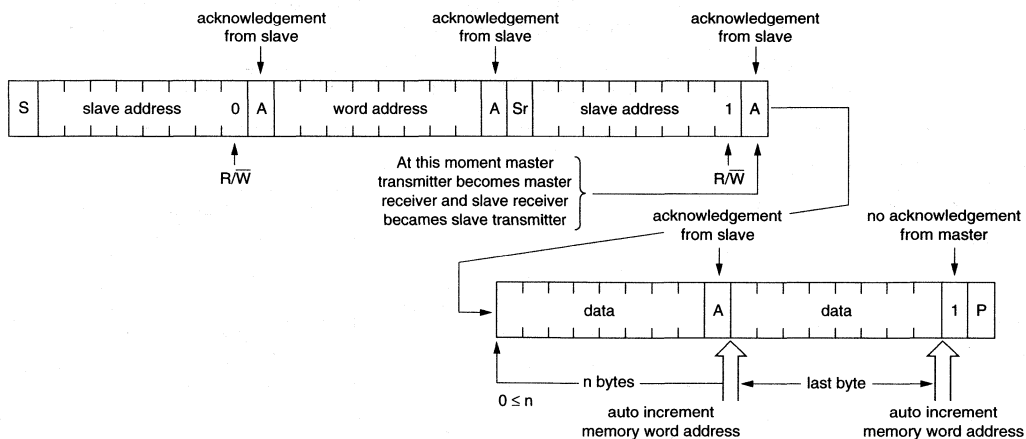 acknowledgement
from slave
acknowledgement
from slave
acknowledgement
from slave
S slave address 0 A word address A Sr slave address 1 A
R/W̅
At this moment master
transmitter becomes master
receiver and slave receiver
becames slave transmitter
R/W̅
acknowledgement
from slave
no acknowledgement
from master
data A data 1 P
n bytes
last byte
0 ≤ n
auto increment
memory word address
auto increment
memory word address